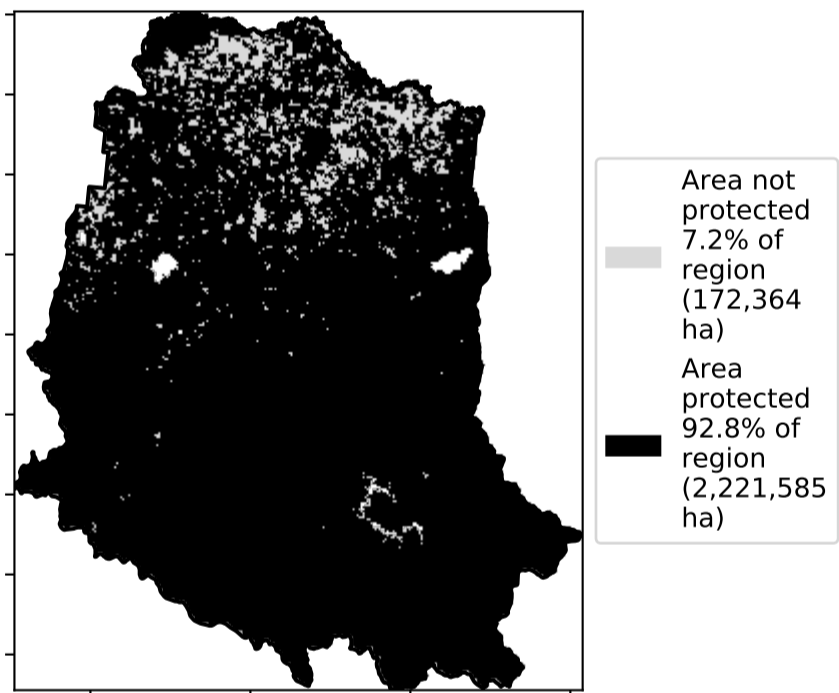 Area not
protected
7.2% of
region
(172,364
ha)
Area
protected
92.8% of
region
(2,221,585
ha)